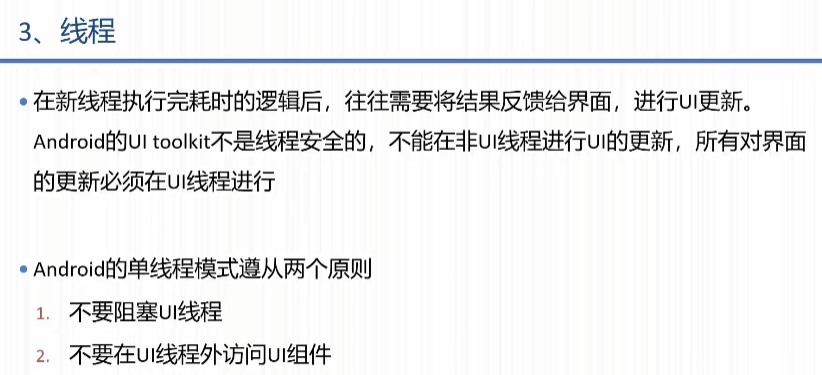 3、线程
•在新线程执行完耗时的逻辑后，往往需要将结果反馈给界面，进行UI更新。
Android的UI toolkit不是线程安全的，不能在非UI线程进行UI的更新，所有对界面
的更新必须在UI线程进行
•Android的单线程模式遵从两个原则
1. 不要阻塞UI线程
2. 不要在UI线程外访问UI组件